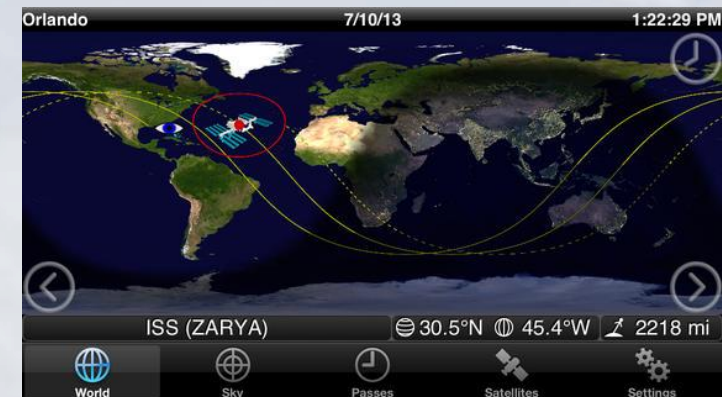 Orlando 7/10/13 1:22:29 PM
ISS (ZARYA) 30.5°N 45.4°W 2218 mi
World Sky Passes Satellites Settings